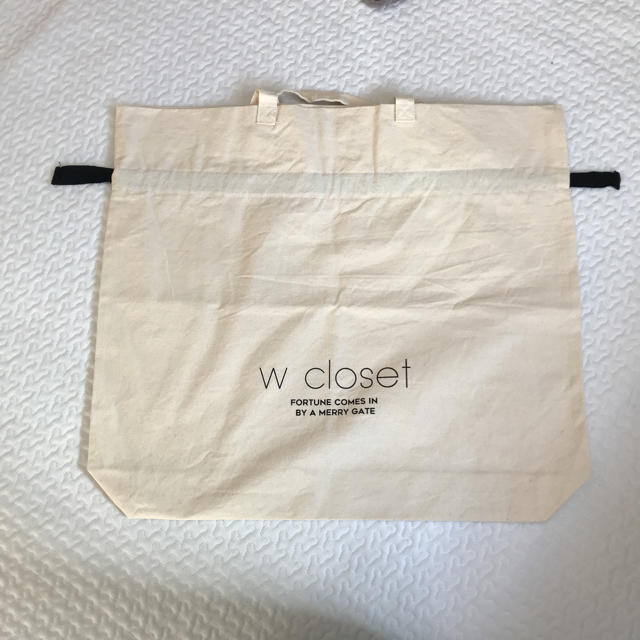 w closet
FORTUNE COMES IN
BY A MERRY GATE